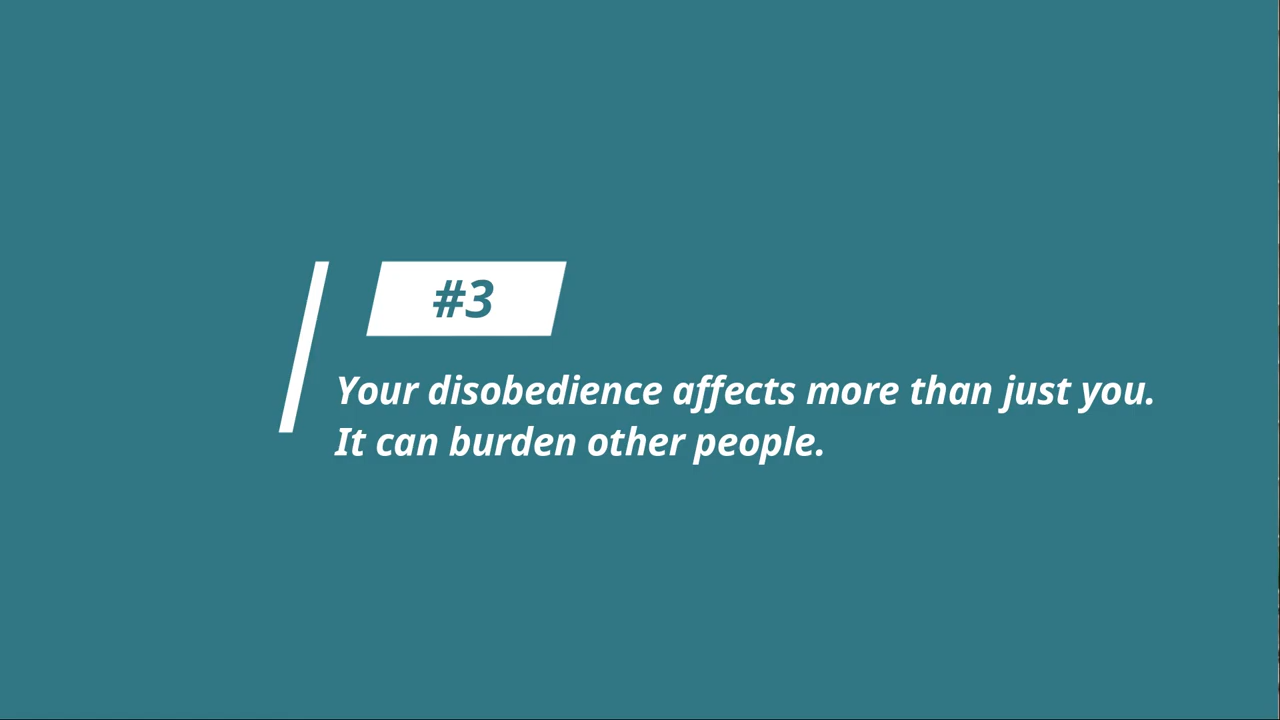 #3
Your disobedience affects more than just you.
It can burden other people.